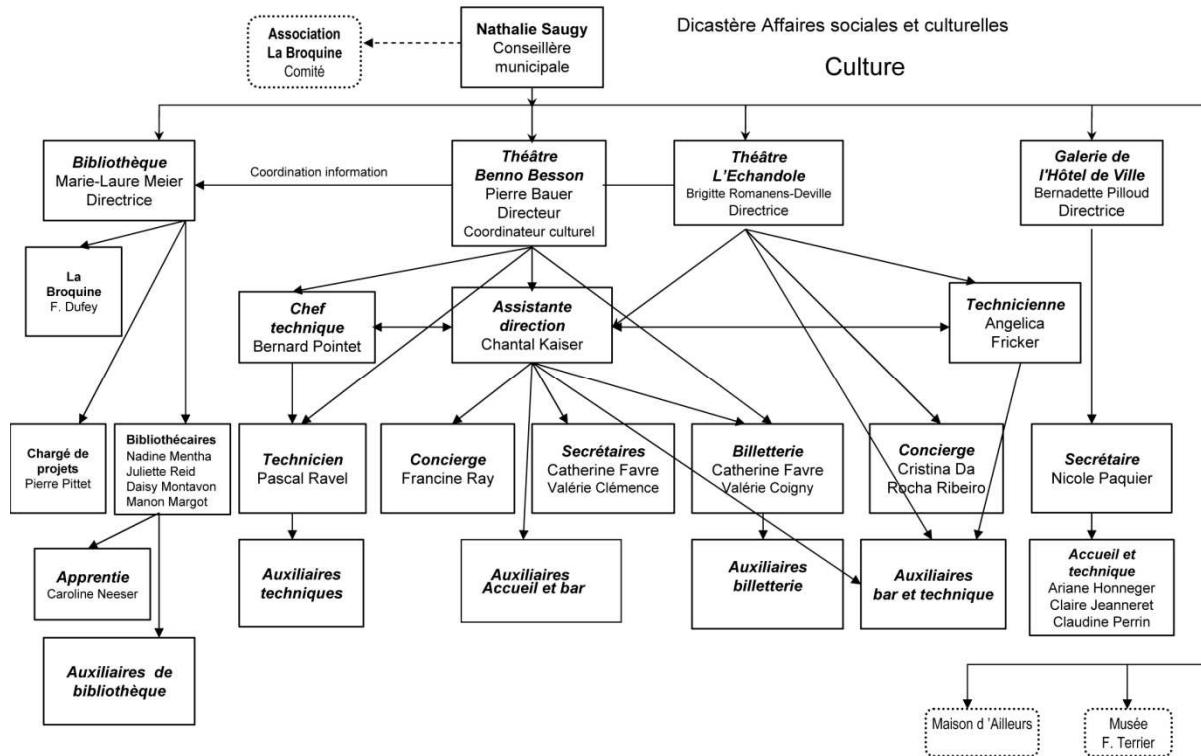 Association
La Broquine
Comité
Nathalie Saugy
Conseillère
municipale
Dicastère Affaires sociales et culturelles
Culture
Bibliothèque
Marie-Laure Meier
Directrice
Coordination information
Théâtre
Benno Besson
Pierre Bauer
Directeur
Coordinateur culturel
Théâtre
L'Echandole
Brigitte Romanens-Deville
Directrice
Galerie de
l'Hôtel de Ville
Bernadette Pilloud
Directrice
La
Broquine
F. Dufey
Chef
technique
Bernard Pointet
Assistante
direction
Chantal Kaiser
Technicienne
Angelica
Fricker
Chargé de
projets
Pierre Pittet
Bibliothécaires
Nadine Mentha
Juliette Reid
Daisy Montavon
Manon Margot
Technicien
Pascal Ravel
Concierge
Francine Ray
Secrétaires
Catherine Favre
Valérie Clémence
Billetterie
Catherine Favre
Valérie Coigny
Concierge
Cristina Da
Rocha Ribeiro
Secrétaire
Nicole Paquier
Apprentie
Caroline Neeser
Auxiliaires
techniques
Auxiliaires
Accueil et bar
Auxiliaires
billetterie
Auxiliaires
bar et technique
Accueil et
technique
Ariane Honneger
Claire Jeanneret
Claudine Perrin
Auxiliaires de
bibliothèque
Maison d 'Ailleurs
Musée
F. Terrier